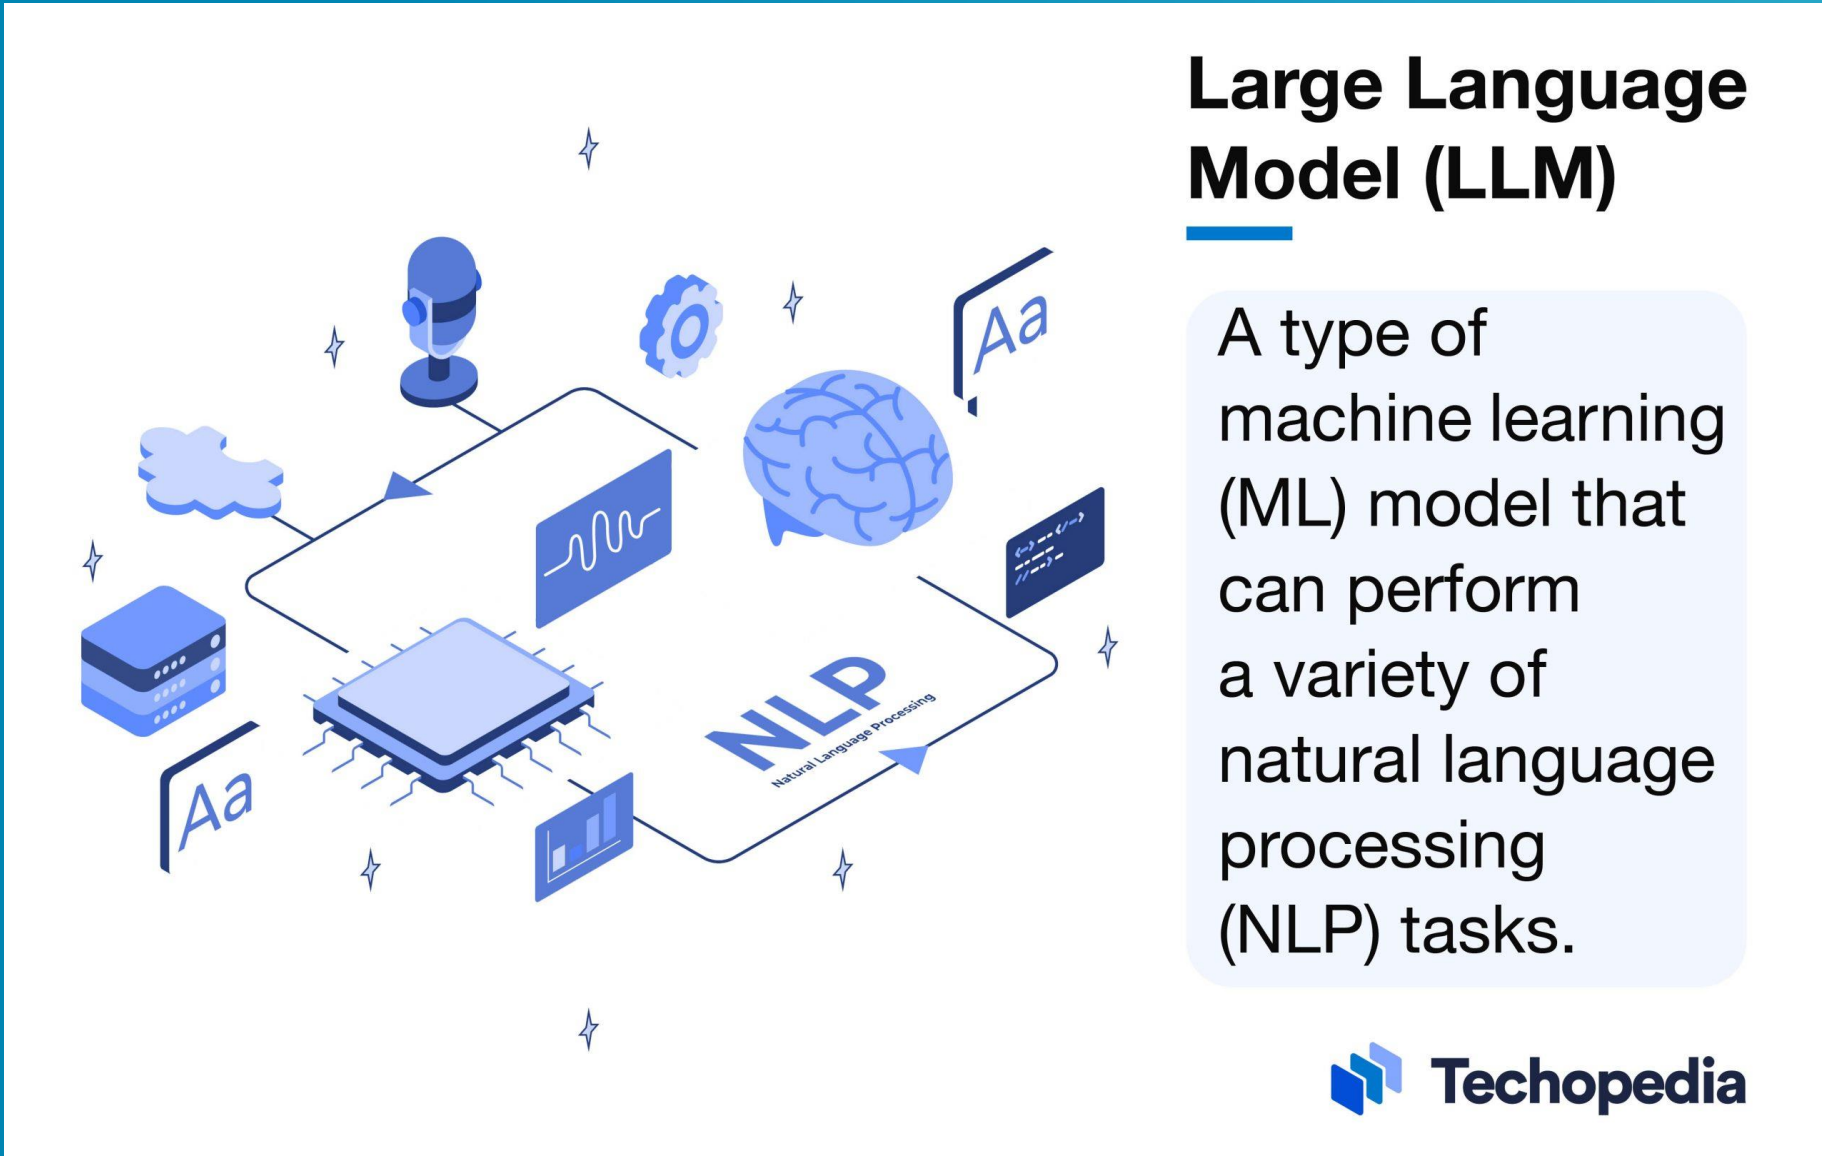 Large Language
Model (LLM)
A type of
machine learning
(ML) model that
can perform
a variety of
natural language
processing
(NLP) tasks.
Aa
NLP
Natural Language Processing
Aa
Techopedia